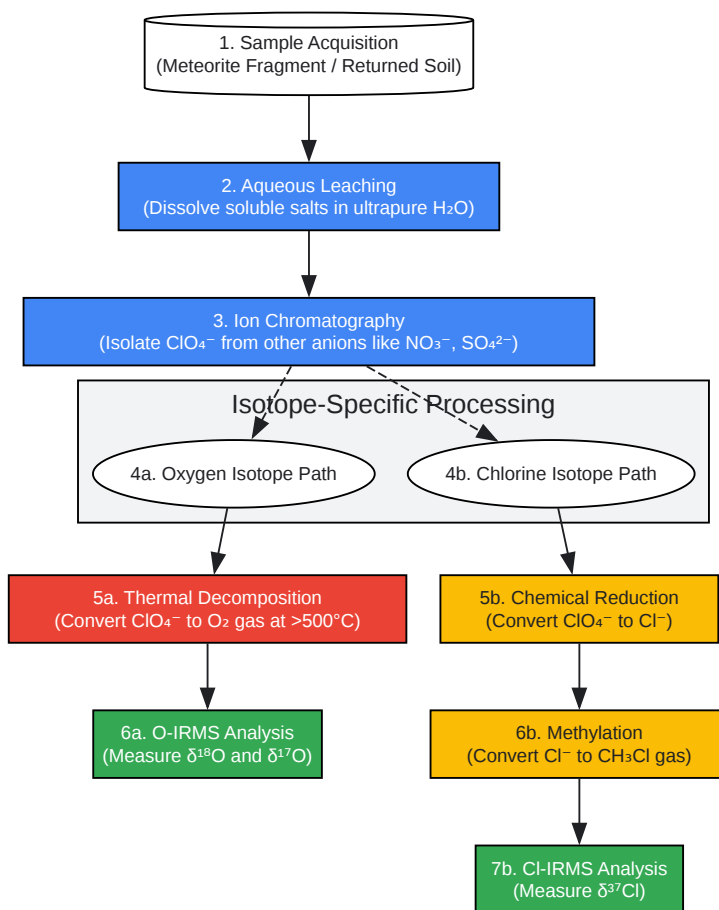 1. Sample Acquisition
(Meteorite Fragment / Returned Soil)
2. Aqueous Leaching
(Dissolve soluble salts in ultrapure H₂O)
3. Ion Chromatography
(Isolate ClO₄⁻ from other anions like NO₃⁻, SO₄²⁻)
Isotope-Specific Processing
4a. Oxygen Isotope Path
4b. Chlorine Isotope Path
5a. Thermal Decomposition
(Convert ClO₄⁻ to O₂ gas at >500°C)
5b. Chemical Reduction
(Convert ClO₄⁻ to Cl⁻)
6a. O-IRMS Analysis
(Measure δ¹⁸O and δ¹⁷O)
6b. Methylation
(Convert Cl⁻ to CH₃Cl gas)
7b. Cl-IRMS Analysis
(Measure δ³⁷Cl)